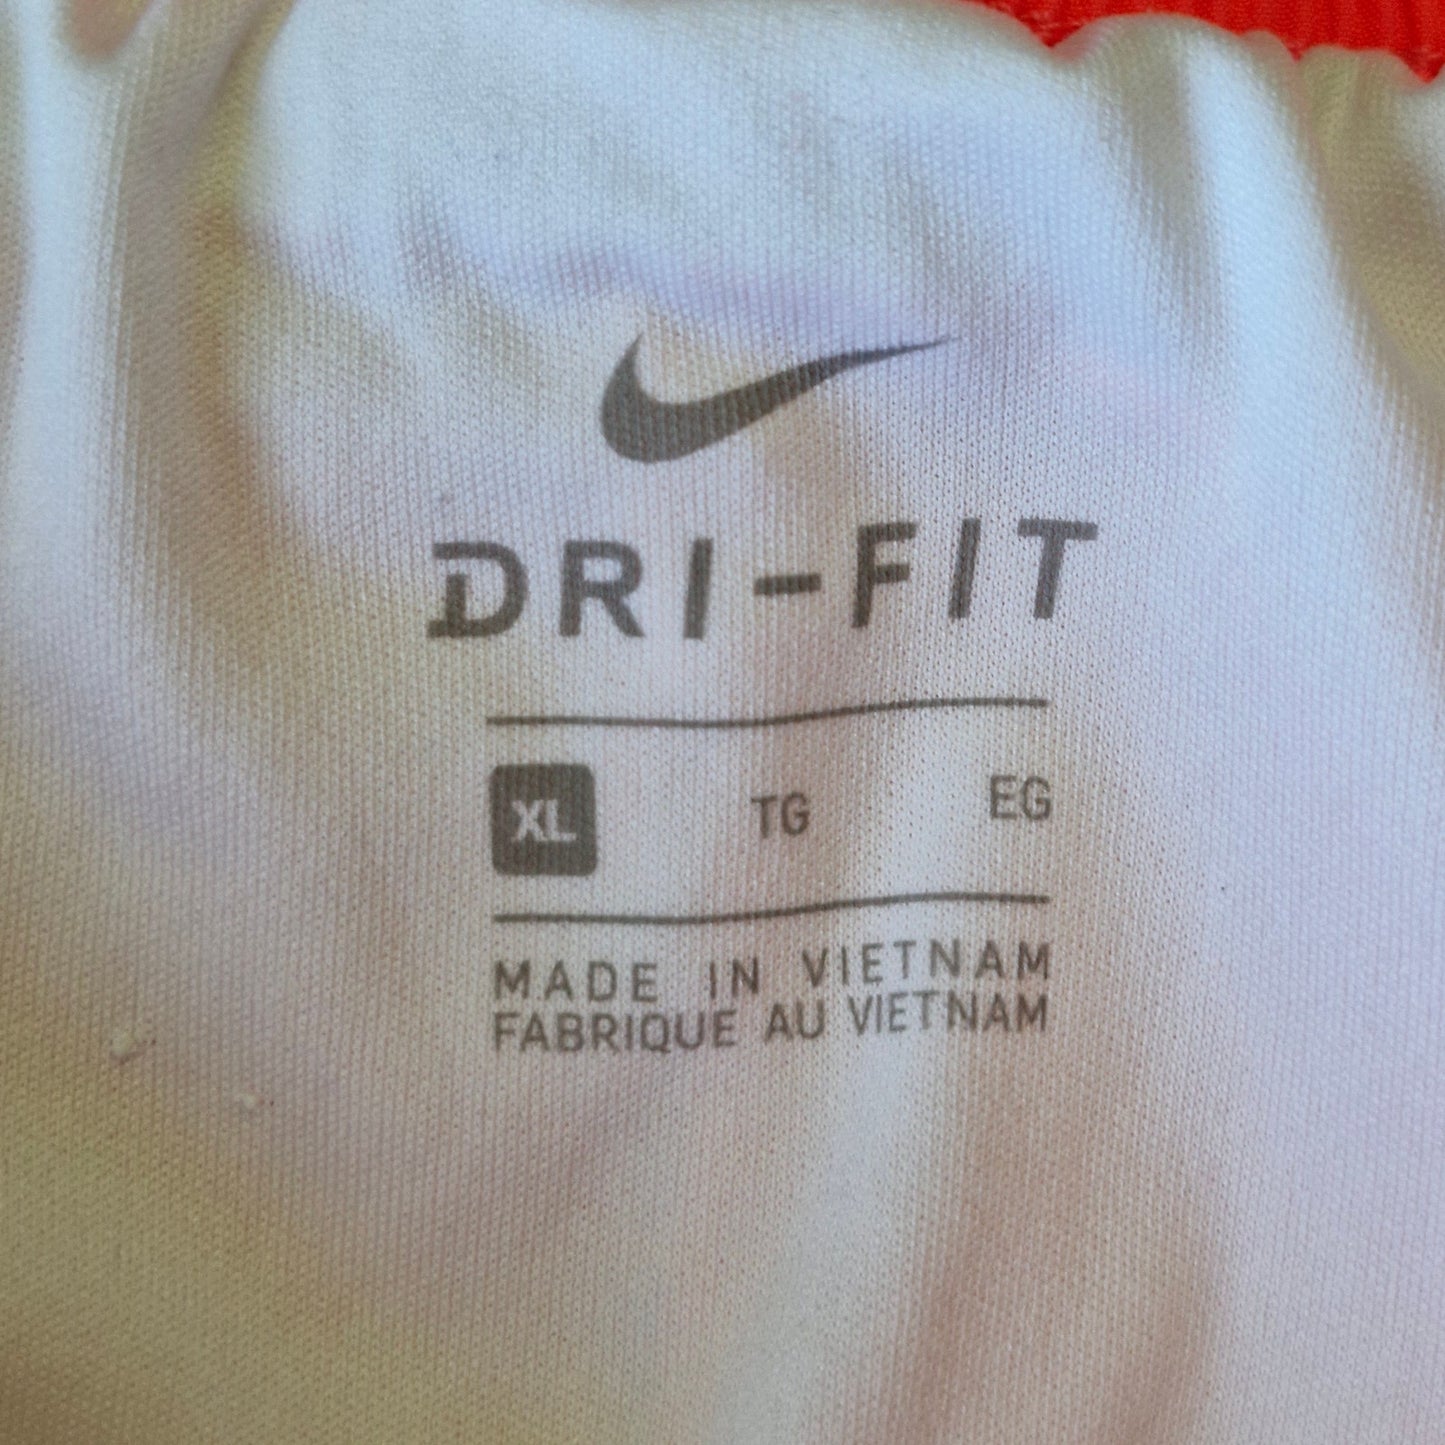 DRI-FIT
XL TG EG
MADE IN VIETNAM
FABRIQUE AU VIETNAM